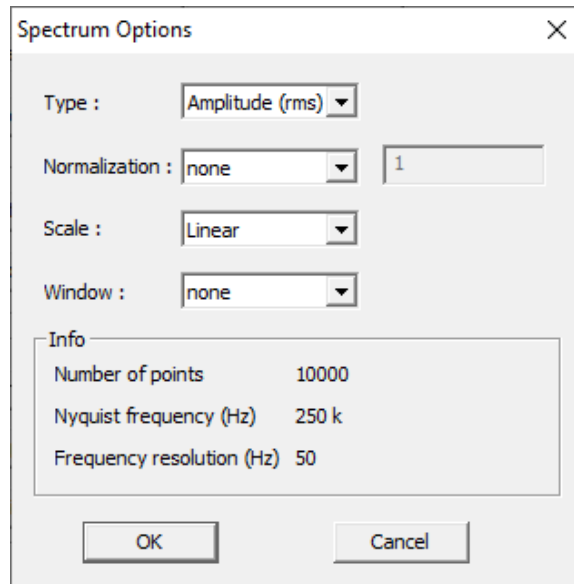 Spectrum Options
Type : Amplitude (rms)
Normalization : none 1
Scale : Linear
Window : none
Info
Number of points 10000
Nyquist frequency (Hz) 250 k
Frequency resolution (Hz) 50
OK Cancel